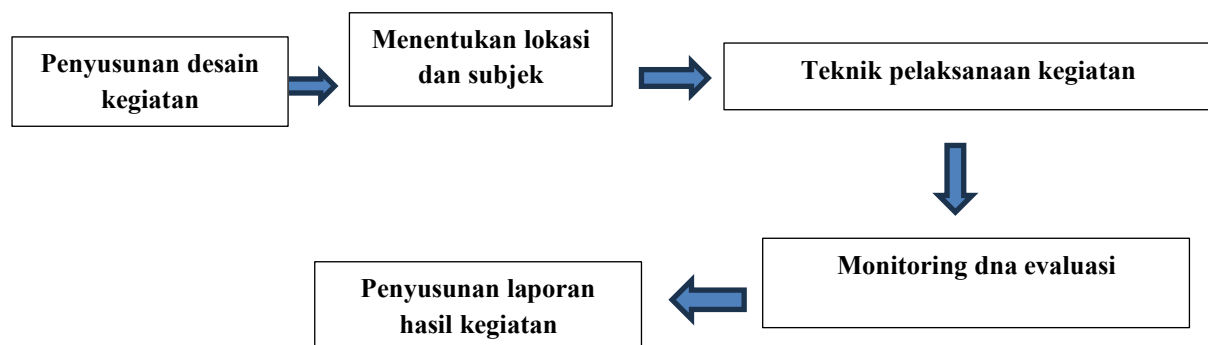 Penyusunan desain
kegiatan
Menentukan lokasi
dan subjek
Teknik pelaksanaan kegiatan
Monitoring dna evaluasi
Penyusunan laporan
hasil kegiatan